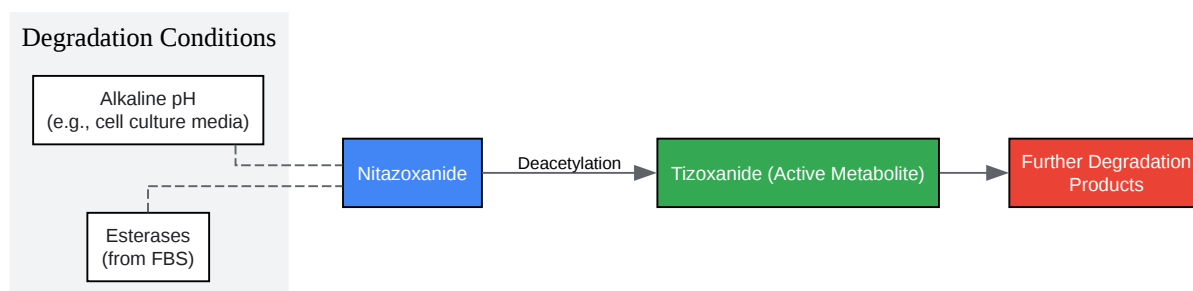 Degradation Conditions
Alkaline pH
(e.g., cell culture media)
Esterases
(from FBS)
Nitazoxanide
Deacetylation
Tizoxanide (Active Metabolite)
Further Degradation
Products